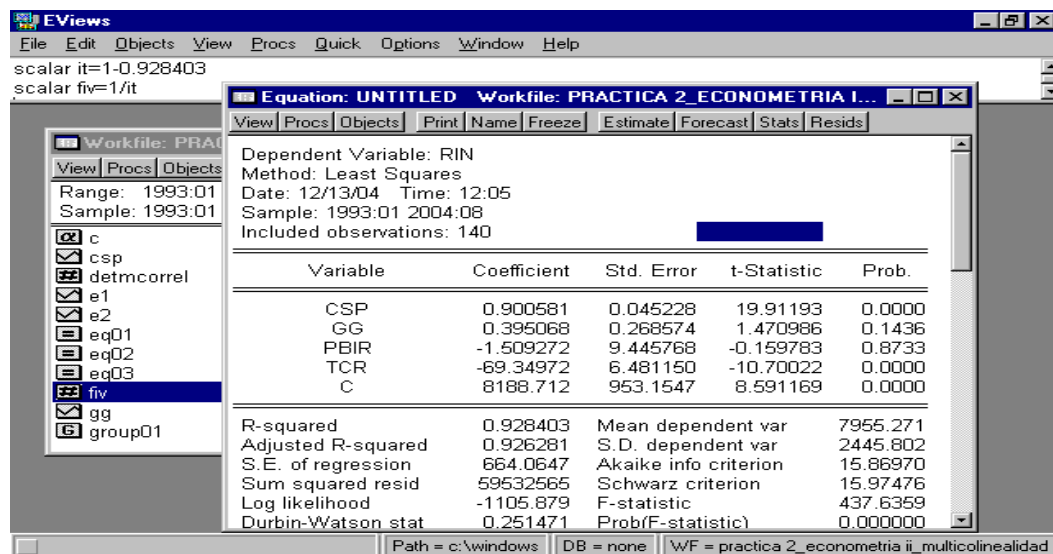 EViews
File Edit Objects View Procs Quick Options Window Help
scalar it=1-0.928403
scalar fiv=1/it
Workfile: PRA
View Procs Objects
Range: 1993:01
Sample: 1993:01
c
csp
detmcorrel
e1
e2
eq01
eq02
eq03
fiv
gg
group01
Equation: UNTITLED Workfile: PRACTICA 2_ECONOMETRIA I...
View Procs Objects Print Name Freeze Estimate Forecast Stats Resids
Dependent Variable: RIN
Method: Least Squares
Date: 12/13/04 Time: 12:05
Sample: 1993:01 2004:08
Included observations: 140
Variable Coefficient Std. Error t-Statistic Prob.
CSP 0.900581 0.045228 19.91193 0.0000
GG 0.395068 0.268574 1.470986 0.1436
PBIR -1.509272 9.445768 -0.159783 0.8733
TCR -69.34972 6.481150 -10.70022 0.0000
C 8188.712 953.1547 8.591169 0.0000
R-squared 0.928403 Mean dependent var 7955.271
Adjusted R-squared 0.926281 S.D. dependent var 2445.802
S.E. of regression 664.0647 Akaike info criterion 15.86970
Sum squared resid 59532565 Schwarz criterion 15.97476
Log likelihood -1105.879 F-statistic 437.6359
Durbin-Watson stat 0.251471 Prob(F-statistic) 0.000000
Path = c:\windows DB = none WF = practica 2_econometria ii_multicolinealidad